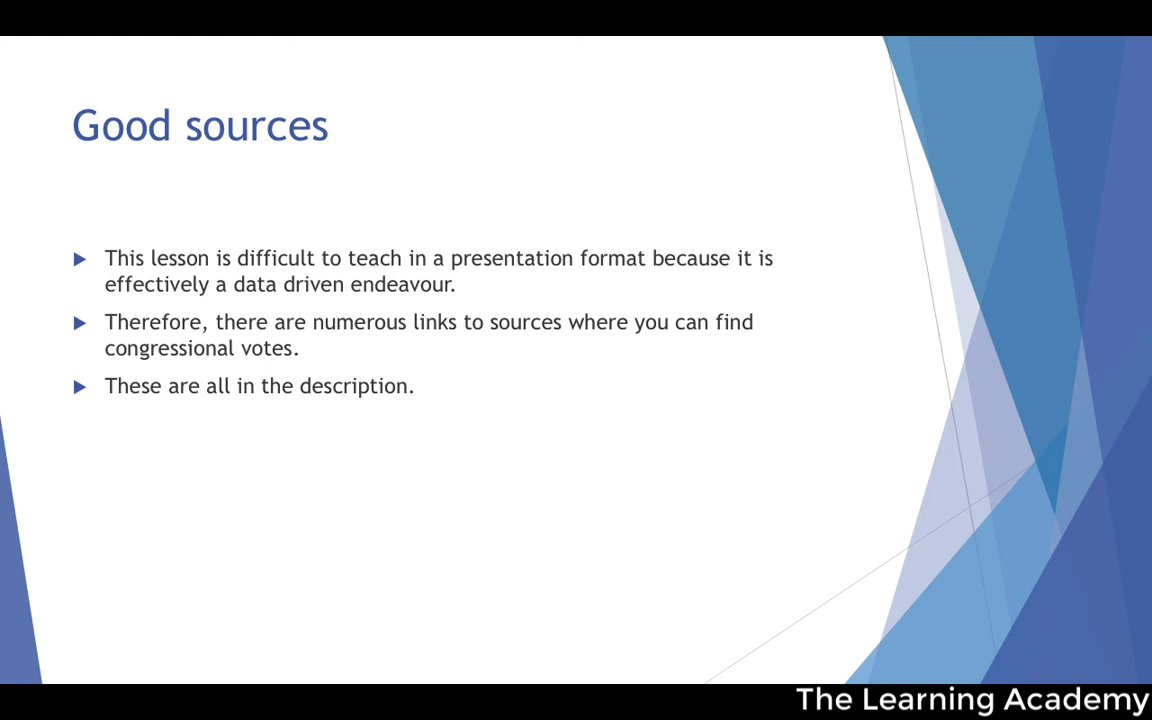 Good sources
This lesson is difficult to teach in a presentation format because it is
effectively a data driven endeavour.
Therefore, there are numerous links to sources where you can find
congressional votes.
These are all in the description.
The Learning Academy